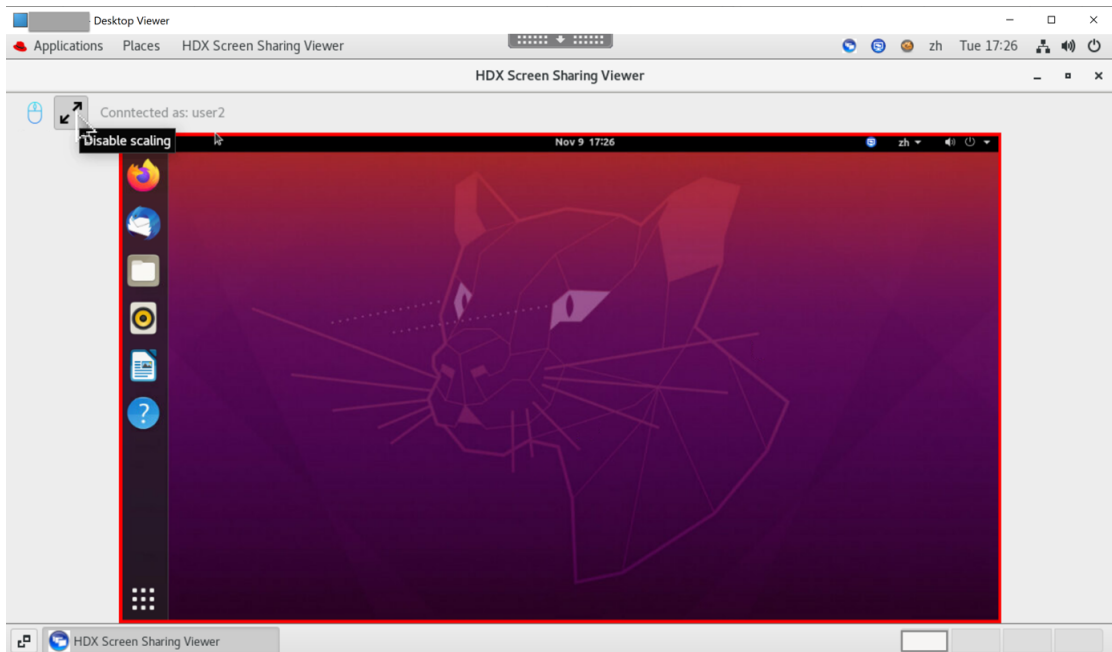 Desktop Viewer
Applications Places HDX Screen Sharing Viewer zh Tue 17:26
HDX Screen Sharing Viewer
Conntected as: user2
Disable scaling
Nov 9 17:26 zh
?
HDX Screen Sharing Viewer